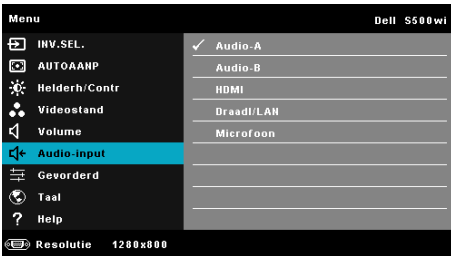 Menu Dell S500wi
INV.SEL.
AUTOAANP
Helderh/Contr
Videostand
Volume
Audio-input
Gevorderd
Taal
Help
Audio-A
Audio-B
HDMI
Draadl/LAN
Microfoon
Resolutie 1280x800